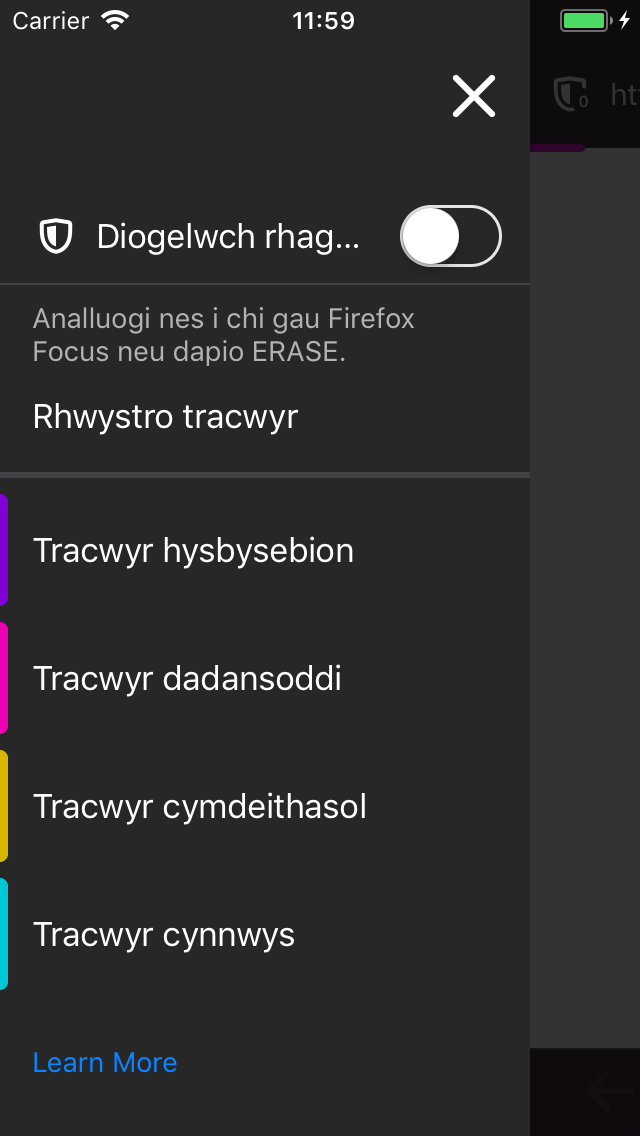 Carrier 11:59
0 ht
Diogelwch rhag...
Analluogi nes i chi gau Firefox
Focus neu dapio ERASE.
Rhwystro tracwyr
Tracwyr hysbysebion
Tracwyr dadansoddi
Tracwyr cymdeithasol
Tracwyr cynnwys
Learn More